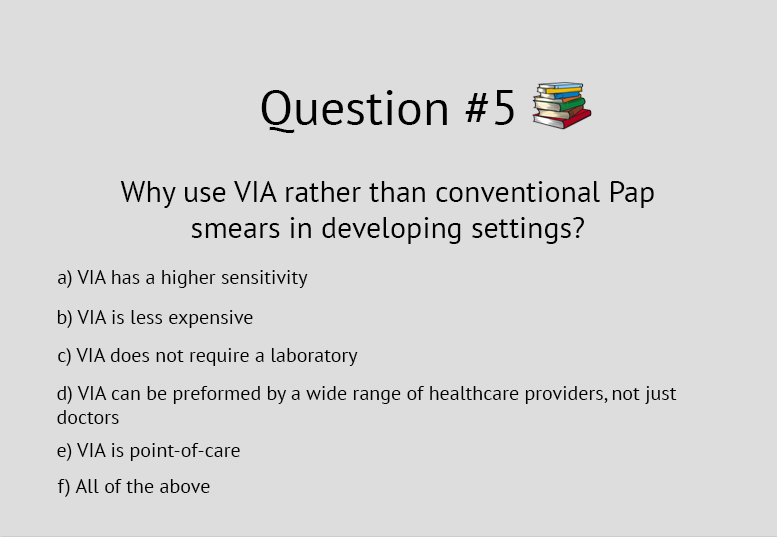 Question #5
Why use VIA rather than conventional Pap
smears in developing settings?
a) VIA has a higher sensitivity
b) VIA is less expensive
c) VIA does not require a laboratory
d) VIA can be preformed by a wide range of healthcare providers, not just
doctors
e) VIA is point-of-care
f) All of the above